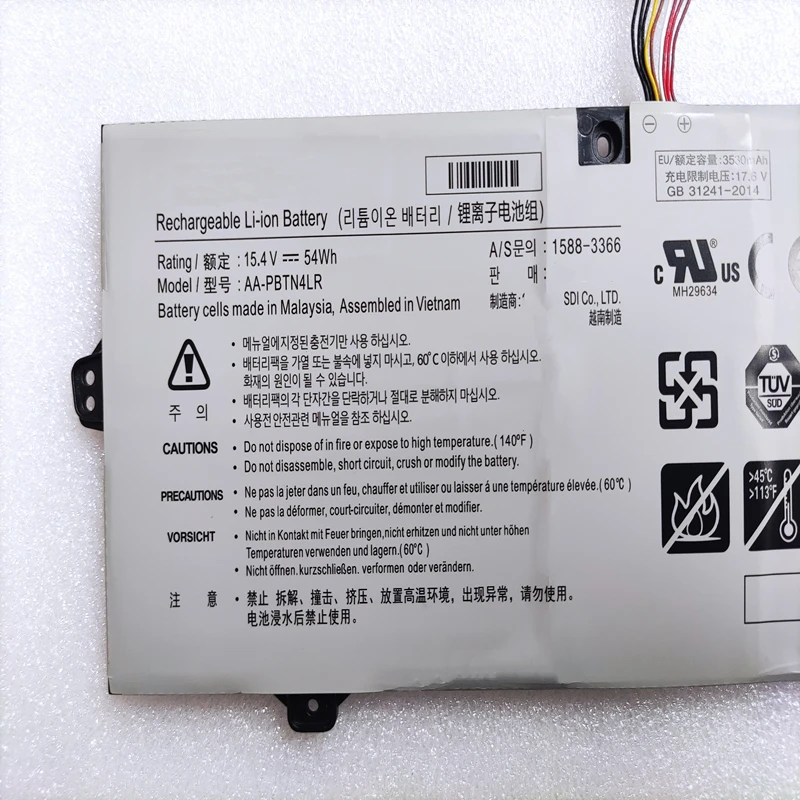 EU/额定容量:3530mAh
充电限制电压:17.6 V
GB 31241-2014
Rechargeable Li-ion Battery (리튬이온 배터리 / 锂离子电池组)
Rating / 额定 : 15.4 V ⎓ 54Wh
Model / 型号 : AA-PBTN4LR
Battery cells made in Malaysia, Assembled in Vietnam
A/S문의 : 1588-3366
판 매 :
制造商: SDI Co., LTD.
越南制造
c RU ® US
MH29634
주 의
• 메뉴얼에 지정된 충전기만 사용 하십시오.
• 배터리팩을 가열 또는 불속에 넣지 마시고, 60°C 이하에서 사용 하십시오.
화재의 원인이 될 수 있습니다.
• 배터리팩의 각 단자간을 단락하거나 절대로 분해하지 마십시오.
• 사용전 안전관련 메뉴얼을 참조 하십시오.
CAUTIONS • Do not dispose of in fire or expose to high temperature.(140°F)
• Do not disassemble, short circuit, crush or modify the battery.
PRECAUTIONS • Ne pas la jeter dans un feu, chauffer et utiliser ou laisser á une température élevée.(60°C)
• Ne pas la déformer, court-circuiter, démonter et modifier.
VORSICHT • Nicht in Kontakt mit Feuer bringen,nicht erhitzen und nicht unter höhen
Temperaturen verwenden und lagern.(60°C)
• Nicht öffnen. kurzschließen. verformen oder verändern.
注 意 • 禁止 拆解、撞击、挤压、放置高温环境，出现异常，请勿使用。
电池浸水后禁止使用。
TÜV
SÜD
>45°C
>113°F